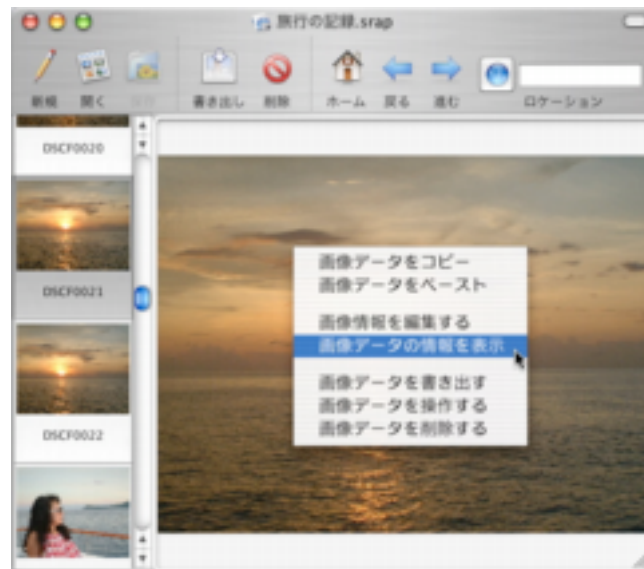 旅行の記録.srap
新規 開く 保存 書き出し 削除 ホーム 戻る 進む ロケーション
DSCF0020
DSCF0021
DSCF0022
画像データをコピー
画像データをペースト
画像情報を編集する
画像データの情報を表示
画像データを書き出す
画像データを操作する
画像データを削除する